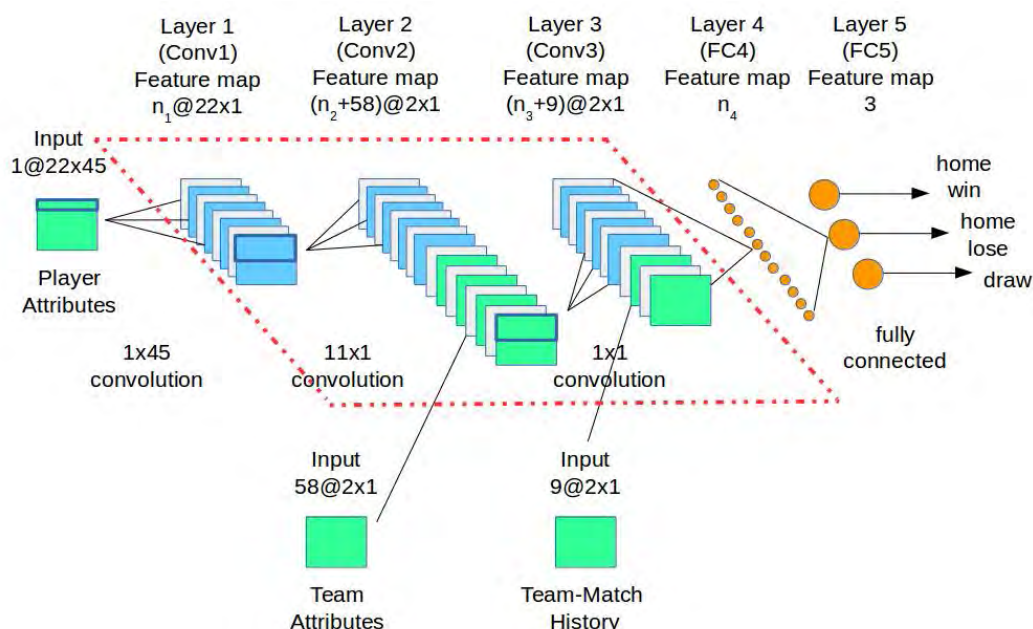 Layer 1
(Conv1)
Feature map
n₁@22x1
Layer 2
(Conv2)
Feature map
(n₂+58)@2x1
Layer 3
(Conv3)
Feature map
(n₃+9)@2x1
Layer 4
(FC4)
Feature map
n₄
Layer 5
(FC5)
Feature map
3
Input
1@22x45
Player
Attributes
home
win
home
lose
draw
1x45
convolution
11x1
convolution
1x1
convolution
fully
connected
Input
58@2x1
Team
Attributes
Input
9@2x1
Team-Match
History